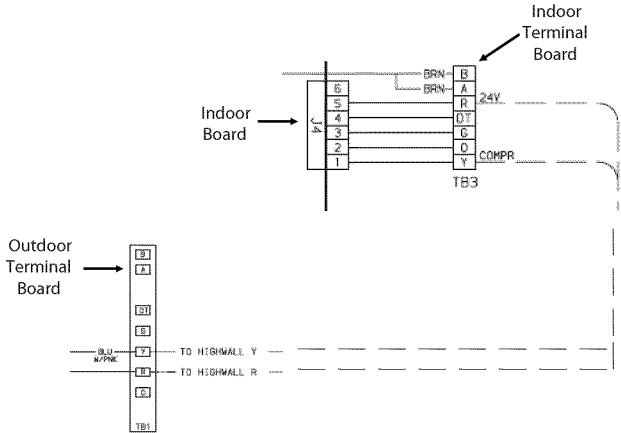 Indoor
Terminal
Board
BRN
B
BRN
A
6
24V
5
R
4
DT
Indoor
Board
J4
3
G
2
O
COMPR
1
Y
TB3
Outdoor
Terminal
Board
B
A
DT
G
BLU
W/PNK
Y
TO HIGHWALL Y
R
TO HIGHWALL R
O
TB1